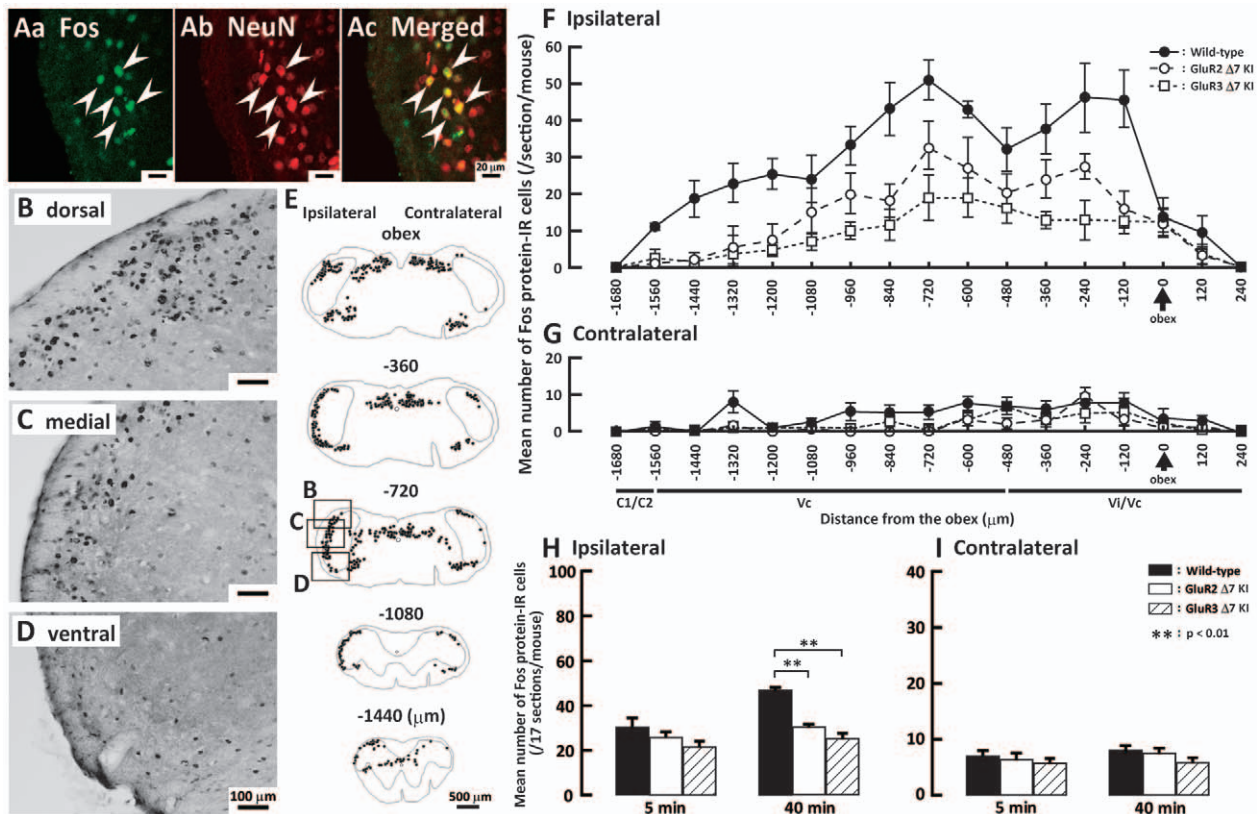 Aa Fos
Ab NeuN
Ac Merged
20 μm
B dorsal
C medial
D ventral
100 μm
E
Ipsilateral
Contralateral
obex
-360
-720
B
C
D
-1080
-1440 (μm)
500 μm
F Ipsilateral
Mean number of Fos protein-IR cells (/section/mouse)
60
50
40
30
20
10
0
: Wild-type
: GluR2 Δ7 KI
: GluR3 Δ7 KI
-1680
-1560
-1440
-1320
-1200
-1080
-960
-840
-720
-600
-480
-360
-240
-120
0
120
240
obex
G Contralateral
20
10
0
-1680
-1560
-1440
-1320
-1200
-1080
-960
-840
-720
-600
-480
-360
-240
-120
0
120
240
obex
C1/C2
Vc
Vi/Vc
Distance from the obex (μm)
H Ipsilateral
Mean number of Fos protein-IR cells
(/17 sections/mouse)
100
80
60
40
20
0
**
**
5 min
40 min
I Contralateral
40
30
20
10
0
: Wild-type
: GluR2 Δ7 KI
: GluR3 Δ7 KI
** : p < 0.01
5 min
40 min